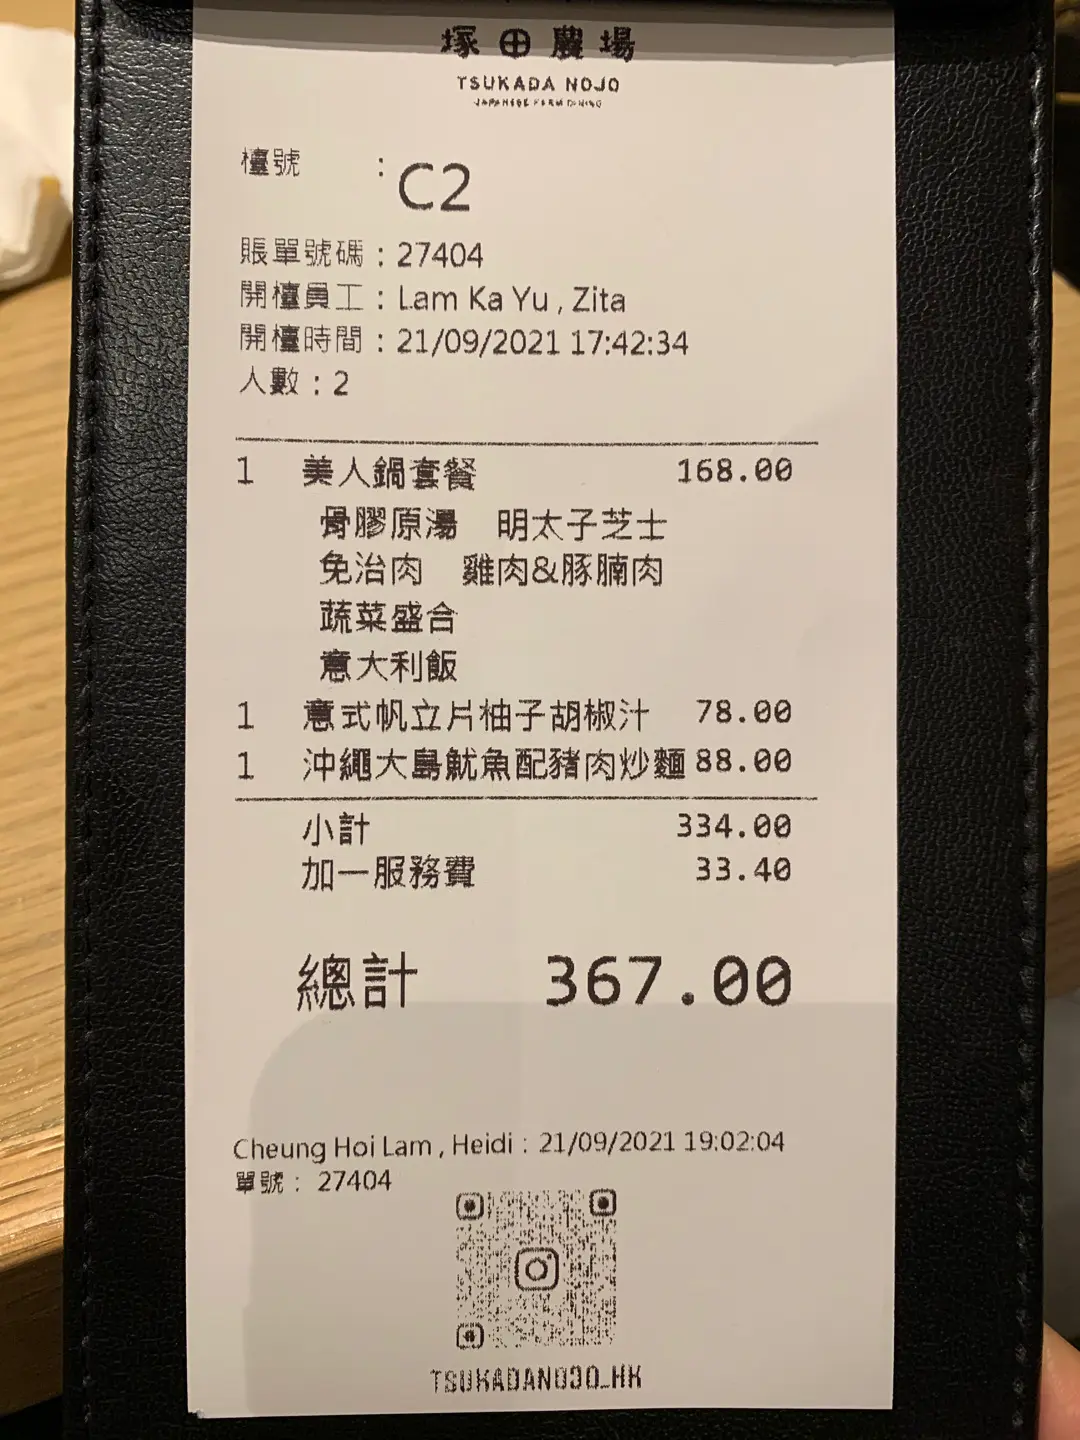 塚田農場
TSUKADA NOJO
JAPANESE FARM DINING
檯號 : C2
賬單號碼 : 27404
開檯員工 : Lam Ka Yu , Zita
開檯時間 : 21/09/2021 17:42:34
人數 : 2
1 美人鍋套餐 168.00
骨膠原湯 明太子芝士
免治肉 雞肉&豚腩肉
蔬菜盛合
意大利飯
1 意式帆立片柚子胡椒汁 78.00
1 沖繩大島魷魚配豬肉炒麵 88.00
小計 334.00
加一服務費 33.40
總計 367.00
Cheung Hoi Lam , Heidi : 21/09/2021 19:02:04
單號 : 27404
TSUKADANOJO_HK